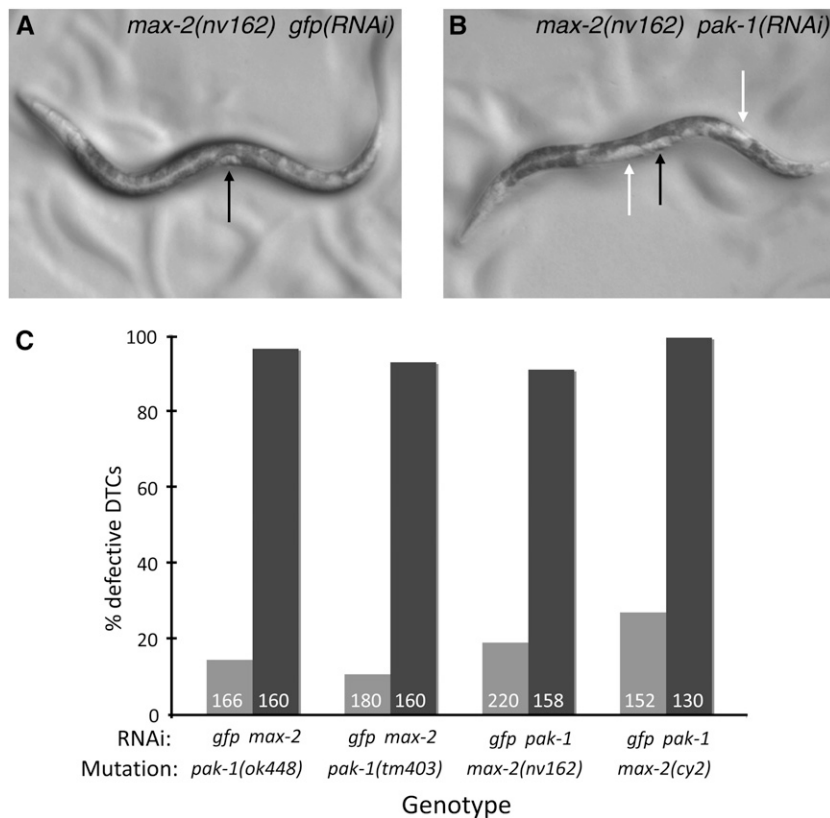 A max-2(nv162) gfp(RNAi)
B max-2(nv162) pak-1(RNAi)
C
% defective DTCs
100
80
60
40
20
0
166 160 180 160 220 158 152 130
RNAi: gfp max-2 gfp max-2 gfp pak-1 gfp pak-1
Mutation: pak-1(ok448) pak-1(tm403) max-2(nv162) max-2(cy2)
Genotype